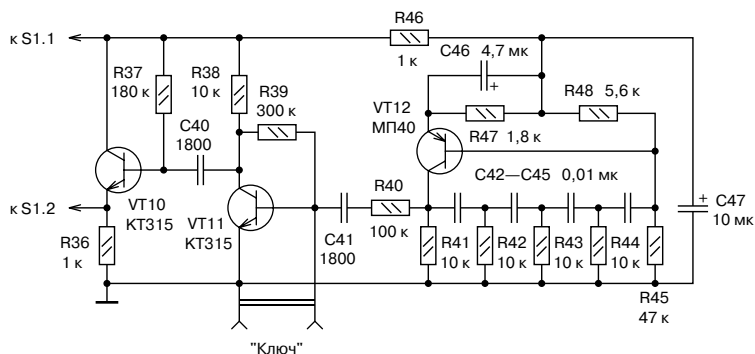 к S1.1
R46
1 к
C46
4,7 мк
+
R37
180 к
R38
10 к
R39
300 к
VT12
МП40
R48
5,6 к
R47
1,8 к
C40
1800
C42—C45
0,01 мк
к S1.2
VT10
КТ315
VT11
КТ315
R40
100 к
C41
1800
+
C47
10 мк
R36
1 к
R41
10 к
R42
10 к
R43
10 к
R44
10 к
R45
47 к
"Ключ"